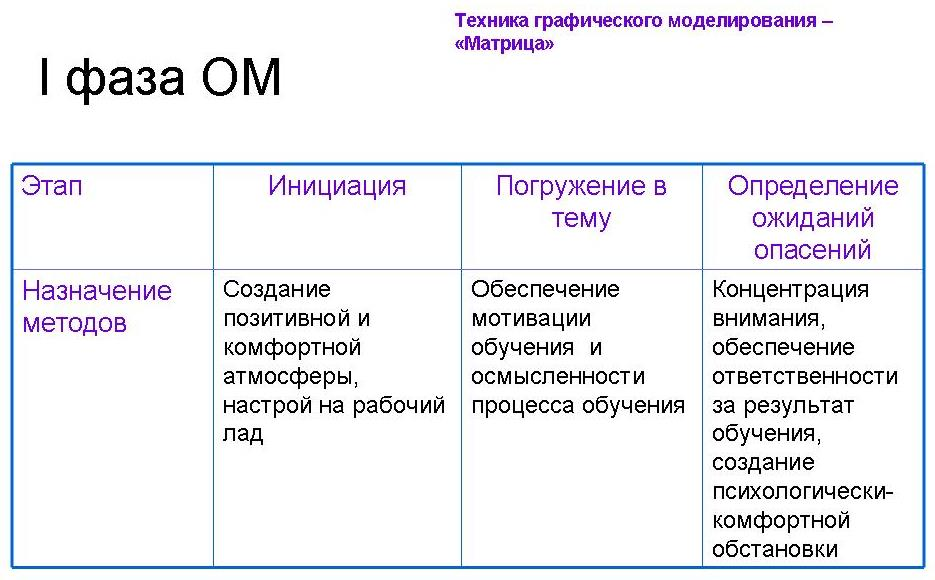 Техника графического моделирования –
«Матрица»
I фаза ОМ
Этап
Инициация
Погружение в
тему
Определение
ожиданий
опасений
Назначение
методов
Создание
позитивной и
комфортной
атмосферы,
настрой на рабочий
лад
Обеспечение
мотивации
обучения и
осмысленности
процесса обучения
Концентрация
внимания,
обеспечение
ответственности
за результат
обучения,
создание
психологически-
комфортной
обстановки